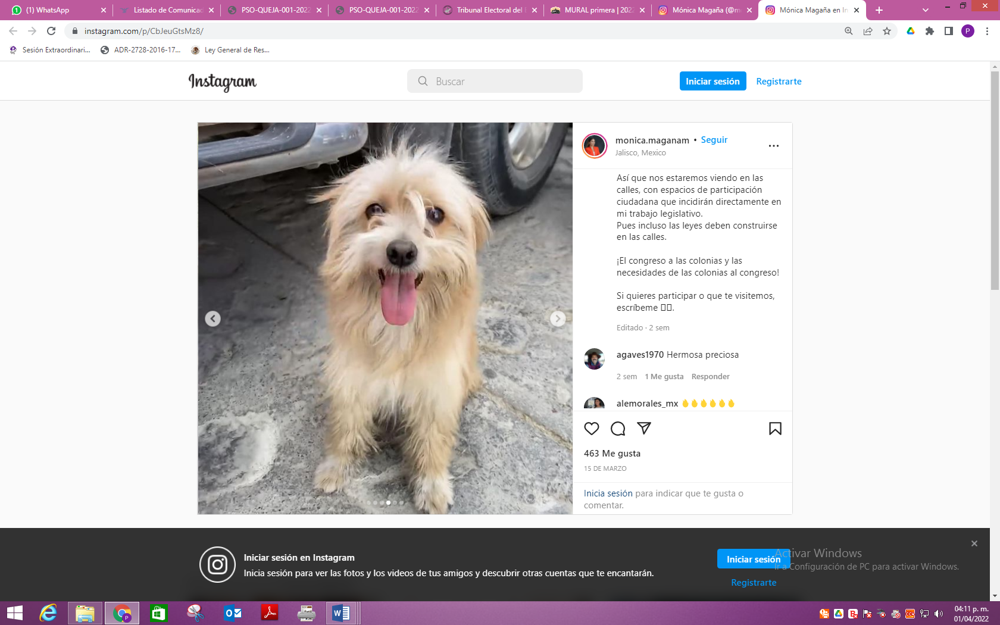 (1) WhatsApp
Listado de Comunicad
PSO-QUEJA-001-2022
PSO-QUEJA-001-2022
Tribunal Electoral del E
MURAL primera | 202
Mónica Magaña (@m
Mónica Magaña en In
instagram.com/p/CbJeuGtsMz8/
P
Sesión Extraordinari...
ADR-2728-2016-17...
Ley General de Res...
Instagram
Buscar
Iniciar sesión
Registrarte
monica.maganam • Seguir
Jalisco, Mexico
Así que nos estaremos viendo en las
calles, con espacios de participación
ciudadana que incidirán directamente en
mi trabajo legislativo.
Pues incluso las leyes deben construirse
en las calles.
¡El congreso a las colonias y las
necesidades de las colonias al congreso!
Si quieres participar o que te visitemos,
escríbeme ▯▯.
Editado · 2 sem
agaves1970 Hermosa preciosa
2 sem 1 Me gusta Responder
alemorales_mx
463 Me gusta
15 DE MARZO
Inicia sesión para indicar que te gusta o
comentar.
Iniciar sesión en Instagram
Inicia sesión para ver las fotos y los videos de tus amigos y descubrir otras cuentas que te encantarán.
Iniciar sesión
Registrarte
Activar Windows
Ir a Configuración de PC para activar Windows.
04:11 p. m.
01/04/2022